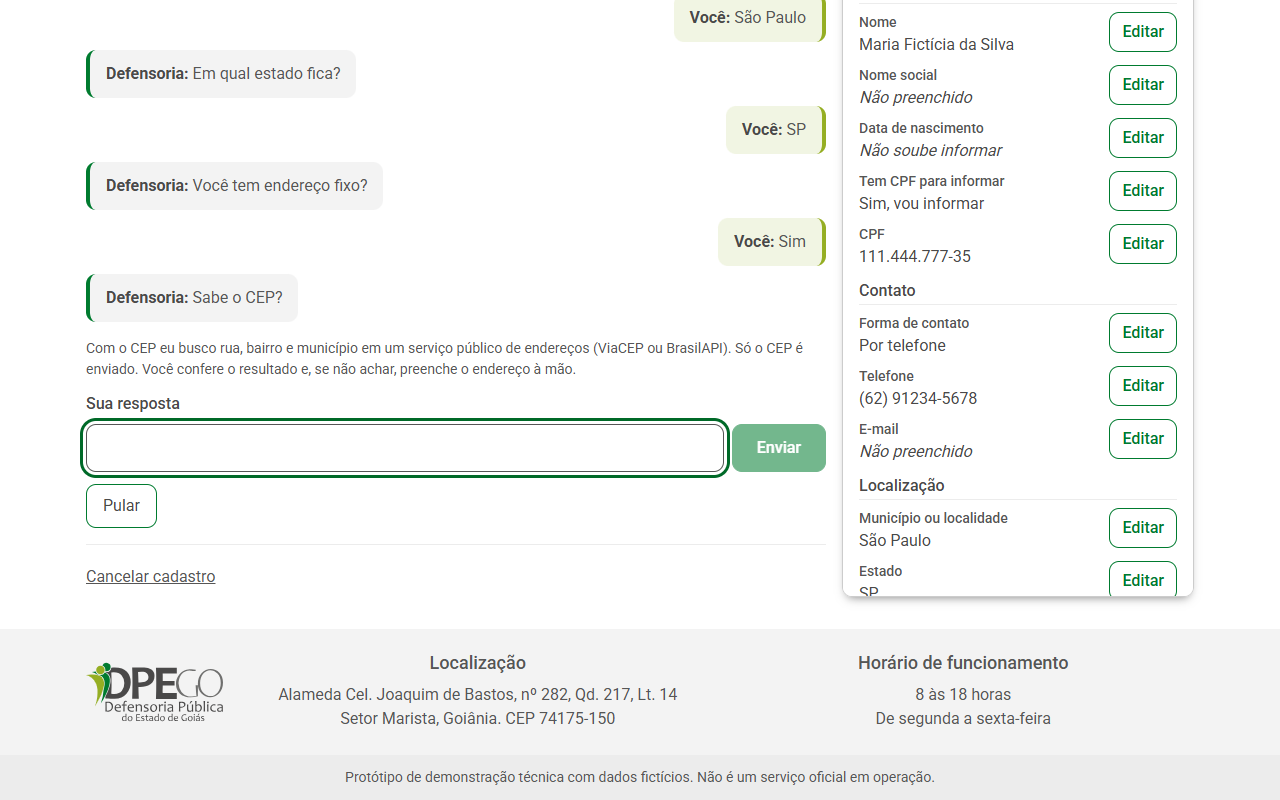 Você: São Paulo
Defensoria: Em qual estado fica?
Você: SP
Defensoria: Você tem endereço fixo?
Você: Sim
Defensoria: Sabe o CEP?
Com o CEP eu busco rua, bairro e município em um serviço público de endereços (ViaCEP ou BrasilAPI). Só o CEP é
enviado. Você confere o resultado e, se não achar, preenche o endereço à mão.
Sua resposta
Enviar
Pular
Cancelar cadastro
Nome
Maria Fictícia da Silva
Editar
Nome social
Não preenchido
Editar
Data de nascimento
Não soube informar
Editar
Tem CPF para informar
Sim, vou informar
Editar
CPF
111.444.777-35
Editar
Contato
Forma de contato
Por telefone
Editar
Telefone
(62) 91234-5678
Editar
E-mail
Não preenchido
Editar
Localização
Município ou localidade
São Paulo
Editar
Estado
SP
Editar
DPEGO
Defensoria Pública
do Estado de Goiás
Localização
Alameda Cel. Joaquim de Bastos, nº 282, Qd. 217, Lt. 14
Setor Marista, Goiânia. CEP 74175-150
Horário de funcionamento
8 às 18 horas
De segunda a sexta-feira
Protótipo de demonstração técnica com dados fictícios. Não é um serviço oficial em operação.